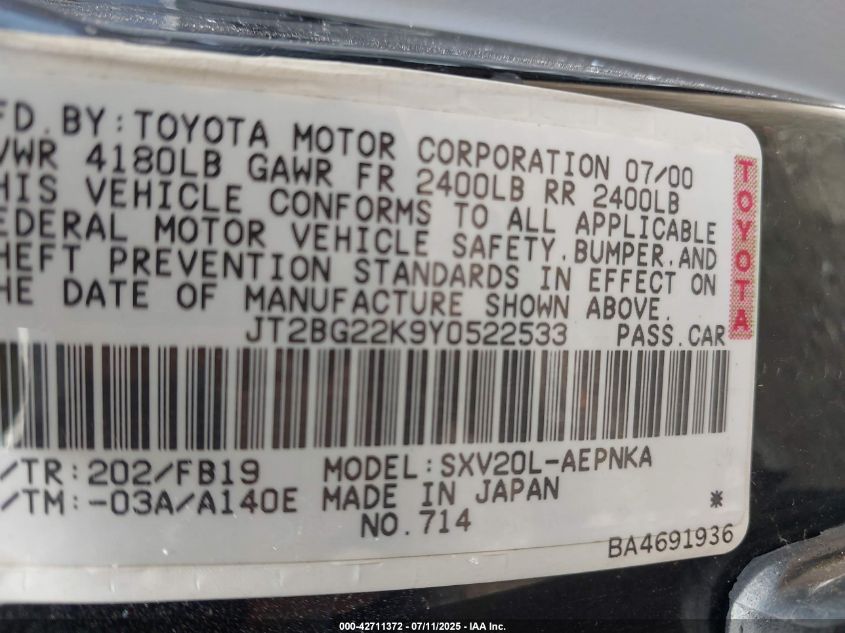 FD. BY: TOYOTA MOTOR CORPORATION 07/00
VWR 4180LB GAWR FR 2400LB RR 2400LB
HIS VEHICLE CONFORMS TO ALL APPLICABLE
EDERAL MOTOR VEHICLE SAFETY, BUMPER, AND
HEFT PREVENTION STANDARDS IN EFFECT ON
HE DATE OF MANUFACTURE SHOWN ABOVE.
JT2BG22K9Y0522533 PASS. CAR
/TR: 202/FB19 MODEL: SXV20L-AEPNKA
/TM: -03A/A140E MADE IN JAPAN *
NO. 714
BA4691936
TOYOTA
000-42711372 - 07/11/2025 - IAA Inc.